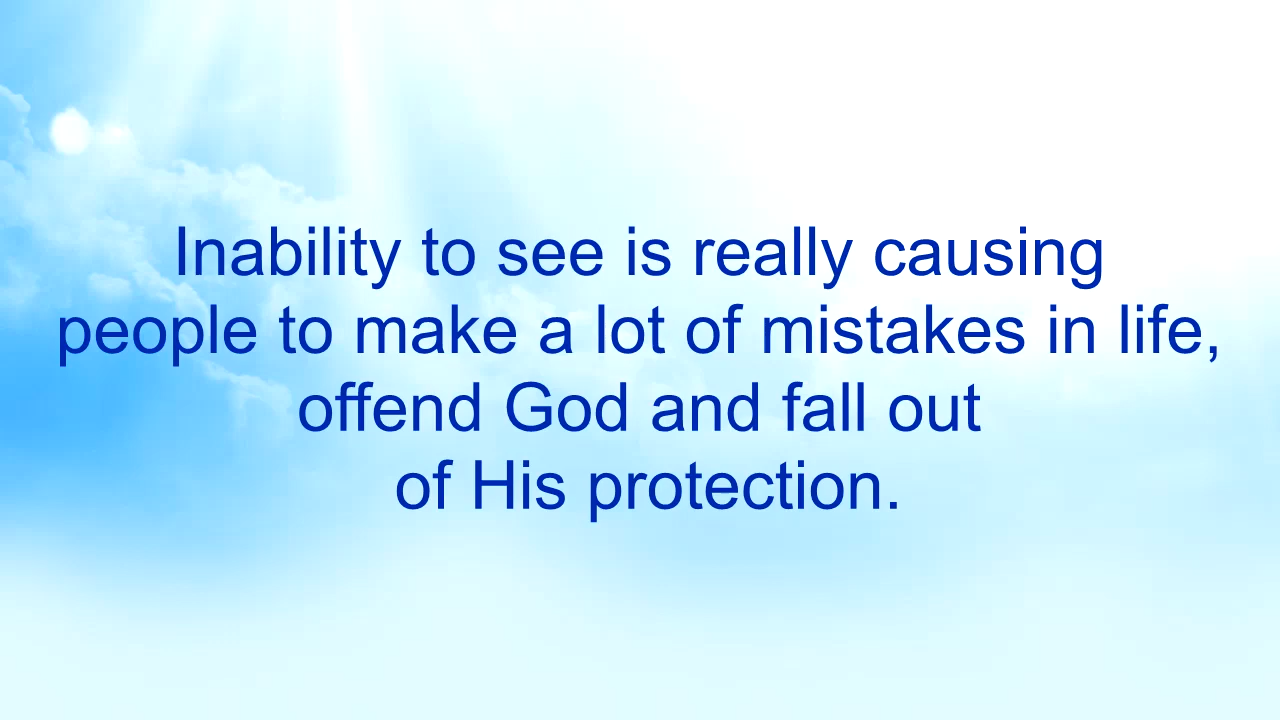 Inability to see is really causing
people to make a lot of mistakes in life,
offend God and fall out
of His protection.